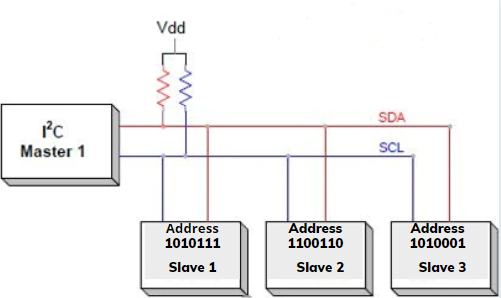 Vdd
I²C
Master 1
SDA
SCL
Address
1010111
Slave 1
Address
1100110
Slave 2
Address
1010001
Slave 3